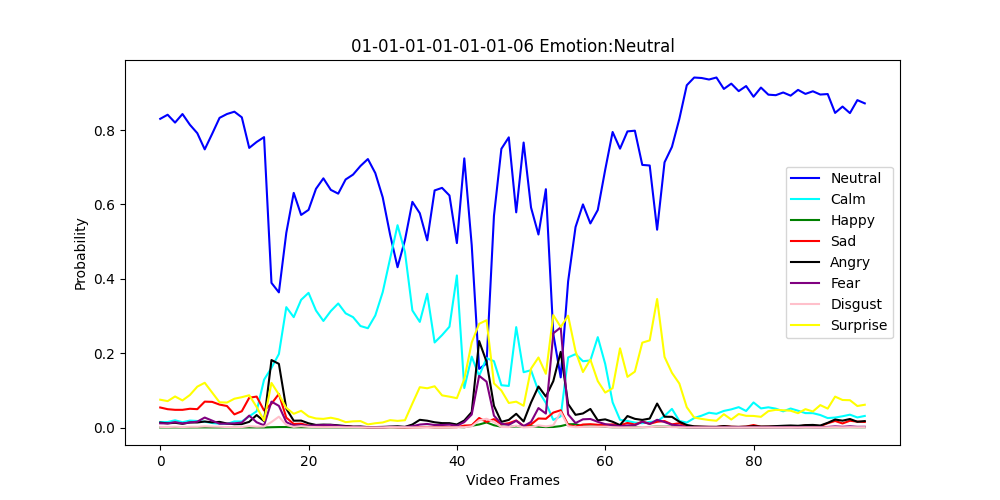 01-01-01-01-01-01-06 Emotion:Neutral
Probability
0.8
0.6
0.4
0.2
0.0
0
20
40
60
80
Video Frames
Neutral
Calm
Happy
Sad
Angry
Fear
Disgust
Surprise